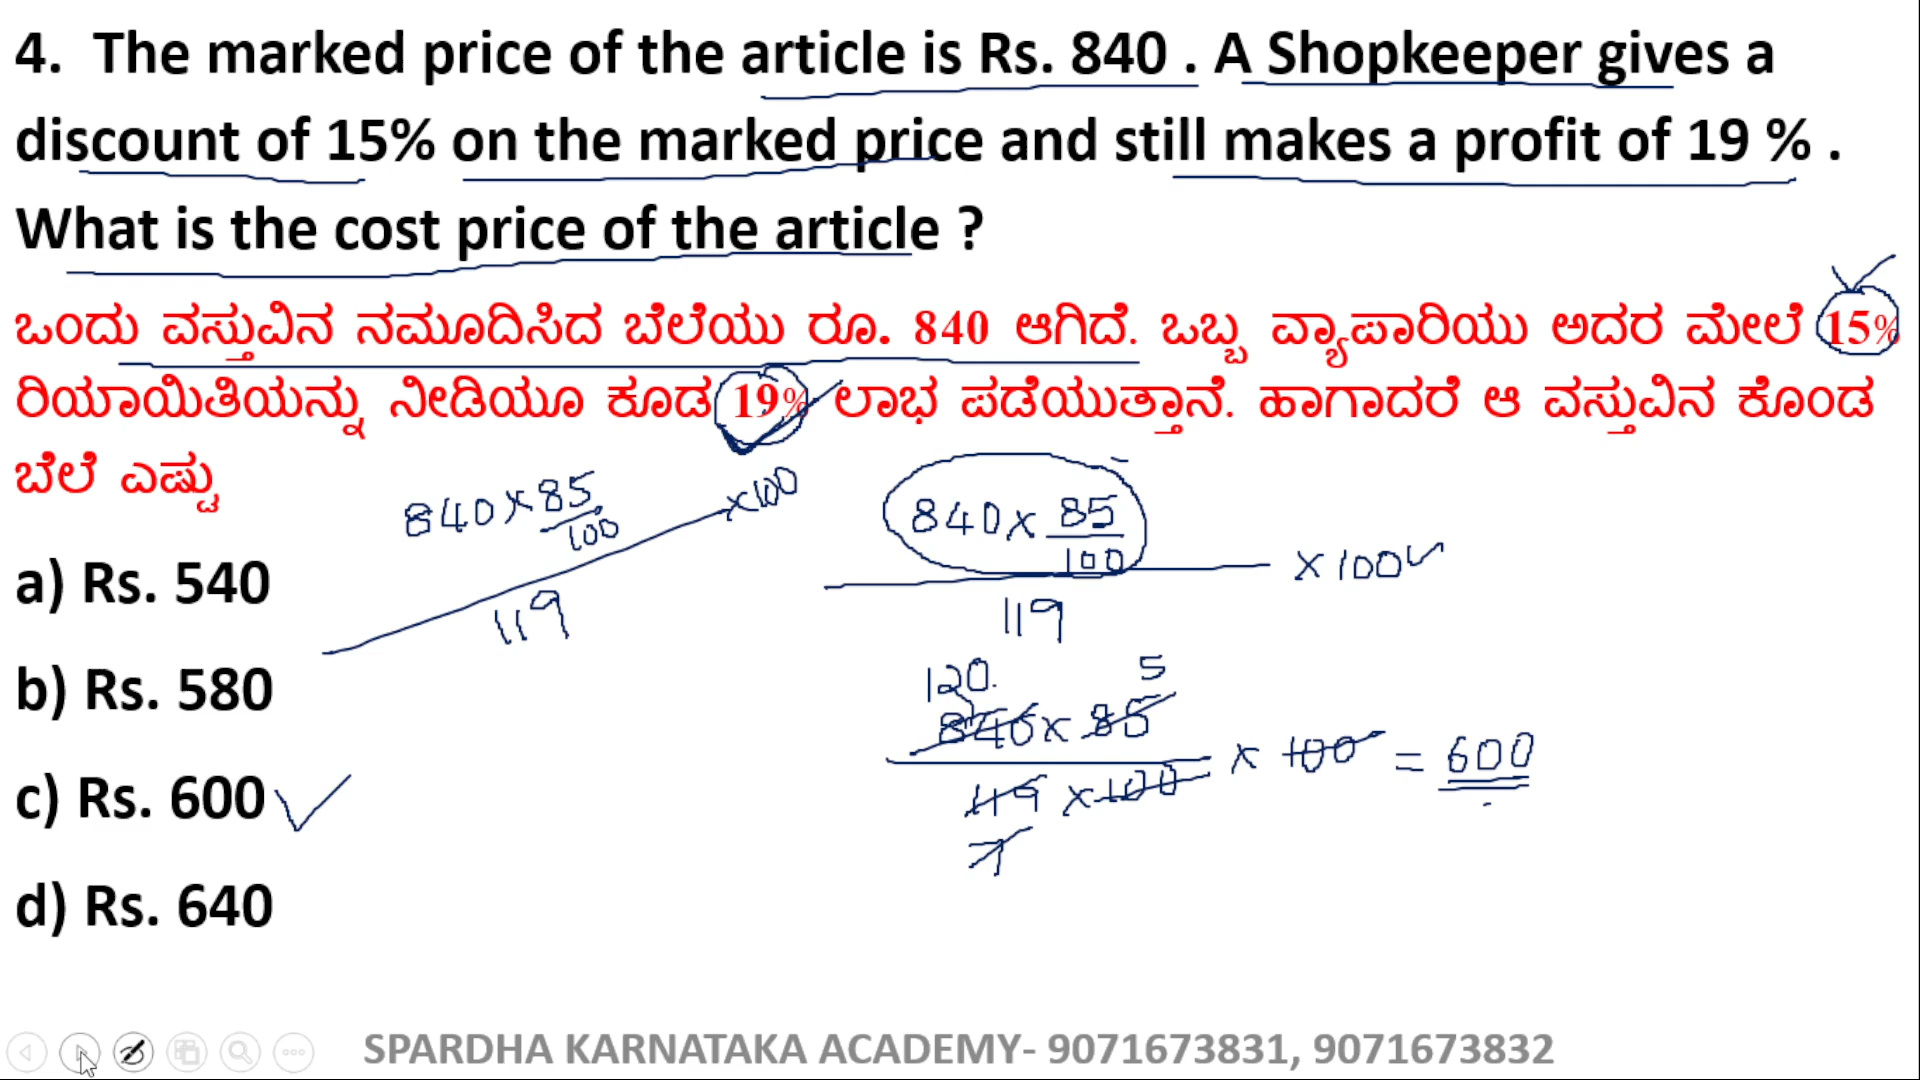 4. The marked price of the article is Rs. 840 . A Shopkeeper gives a
discount of 15% on the marked price and still makes a profit of 19 % .
What is the cost price of the article ?
ಒಂದು ವಸ್ತುವಿನ ನಮೂದಿಸಿದ ಬೆಲೆಯು ರೂ. 840 ಆಗಿದೆ. ಒಬ್ಬ ವ್ಯಾಪಾರಿಯು ಅದರ ಮೇಲೆ 15%
ರಿಯಾಯಿತಿಯನ್ನು ನೀಡಿಯೂ ಕೂಡ 19% ಲಾಭ ಪಡೆಯುತ್ತಾನೆ. ಹಾಗಾದರೆ ಆ ವಸ್ತುವಿನ ಕೊಂಡ
ಬೆಲೆ ಎಷ್ಟು
840 × 85 × 100
100
119
840 × 85
100
× 100
119
a) Rs. 540
b) Rs. 580
c) Rs. 600
d) Rs. 640
120. 5
840 × 85
119 × 100
× 100 = 600
7
SPARDHA KARNATAKA ACADEMY- 9071673831, 9071673832